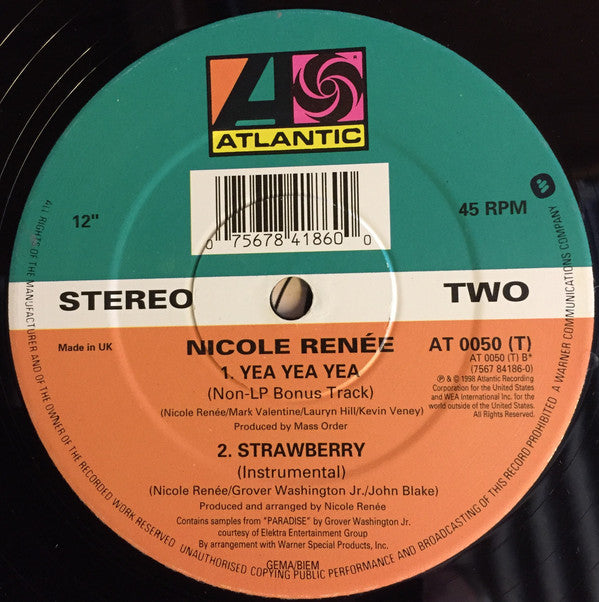 ATLANTIC
12"
45 RPM
0 75678 41860 0
STEREO
TWO
Made in UK
NICOLE RENÉE
AT 0050 (T)
AT 0050 (T) B*
(7567 84186-0)
1. YEA YEA YEA
(Non-LP Bonus Track)
(Nicole Renée/Mark Valentine/Lauryn Hill/Kevin Veney)
Produced by Mass Order
℗ & © 1998 Atlantic Recording
Corporation for the United States
and WEA International Inc. for the
world outside of the United States.
All Rights Reserved.
2. STRAWBERRY
(Instrumental)
(Nicole Renée/Grover Washington Jr./John Blake)
Produced and arranged by Nicole Renée
Contains samples from "PARADISE" by Grover Washington Jr.
courtesy of Elektra Entertainment Group
By arrangement with Warner Special Products, Inc.
GEMA/BIEM
ALL RIGHTS OF THE MANUFACTURER AND OF THE OWNER OF THE RECORDED WORK RESERVED UNAUTHORISED COPYING PUBLIC PERFORMANCE AND BROADCASTING OF THIS RECORD PROHIBITED A WARNER COMMUNICATIONS COMPANY